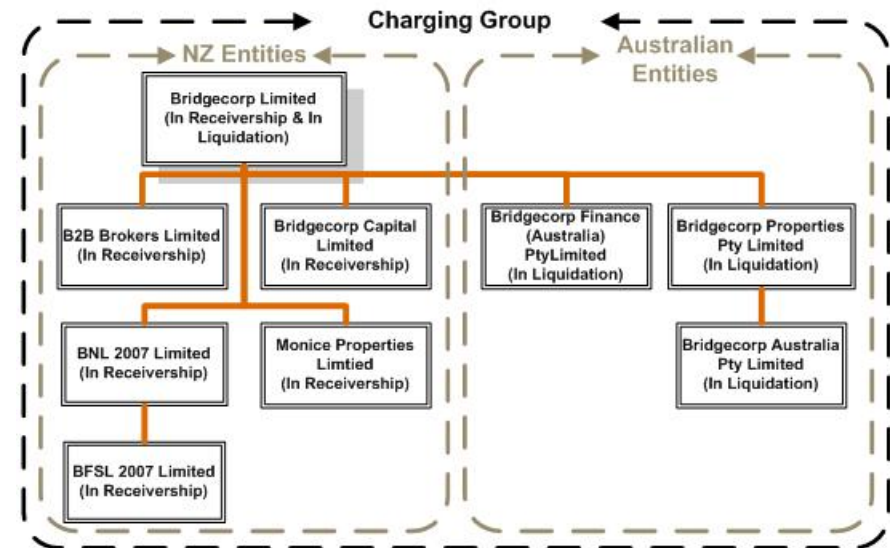 Charging Group
NZ Entities
Australian
Entities
Bridgecorp Limited
(In Receivership & In
Liquidation)
B2B Brokers Limited
(In Receivership)
Bridgecorp Capital
Limited
(In Receivership)
Bridgecorp Finance
(Australia)
PtyLimited
(In Liquidation)
Bridgecorp Properties
Pty Limited
(In Liquidation)
BNL 2007 Limited
(In Receivership)
Monice Properties
Limtied
(In Receivership)
Bridgecorp Australia
Pty Limited
(In Liquidation)
BFSL 2007 Limited
(In Receivership)